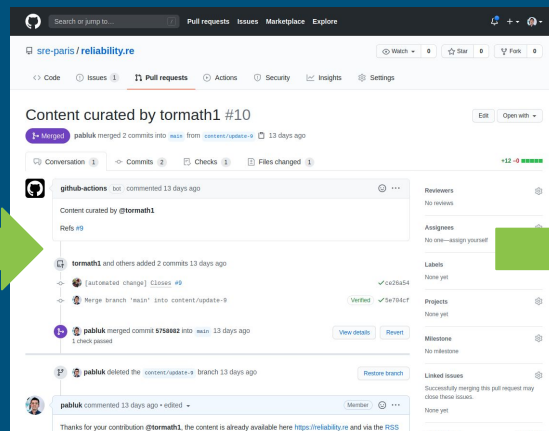 Search or jump to...
/
Pull requests Issues Marketplace Explore
sre-paris / reliability.re
Watch 0
Star 0
Fork 0
Code
Issues 1
Pull requests
Actions
Security
Insights
Settings
Content curated by tormath1 #10
Edit
Open with
Merged
pabluk merged 2 commits into main from content/update-9 13 days ago
Conversation 1
Commits 2
Checks 1
Files changed 1
+12 −0
github-actions bot commented 13 days ago
Content curated by @tormath1
Refs #9
tormath1 and others added 2 commits 13 days ago
[automated change] Closes #9
ce26a54
Merge branch 'main' into content/update-9
Verified
5e704cf
pabluk merged commit 5758082 into main 13 days ago
1 check passed
View details
Revert
pabluk deleted the content/update-9 branch 13 days ago
Restore branch
pabluk commented 13 days ago • edited
Member
Thanks for your contribution @tormath1, the content is already available here https://reliability.re and via the RSS
Reviewers
No reviews
Assignees
No one—assign yourself
Labels
None yet
Projects
None yet
Milestone
No milestone
Linked issues
Successfully merging this pull request may
close these issues.
None yet